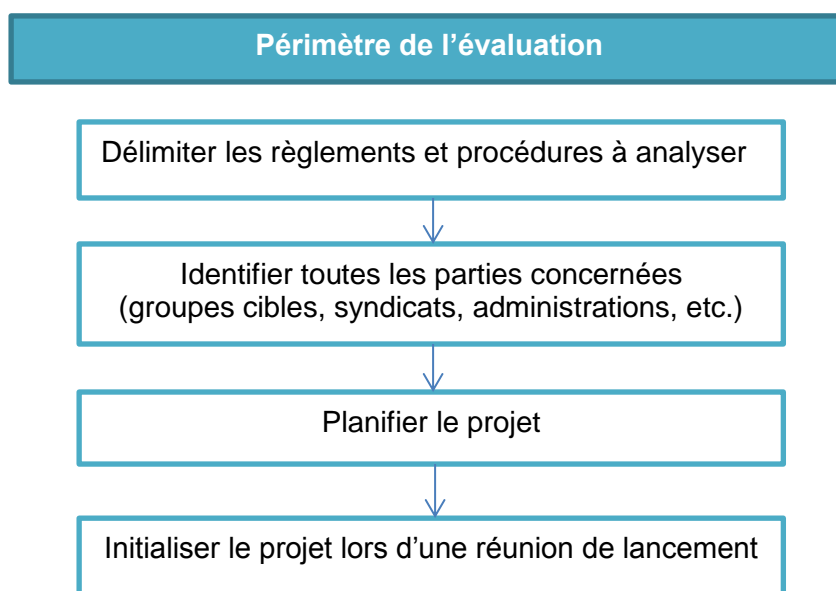 Périmètre de l’évaluation
Délimiter les règlements et procédures à analyser
Identifier toutes les parties concernées
(groupes cibles, syndicats, administrations, etc.)
Planifier le projet
Initialiser le projet lors d’une réunion de lancement